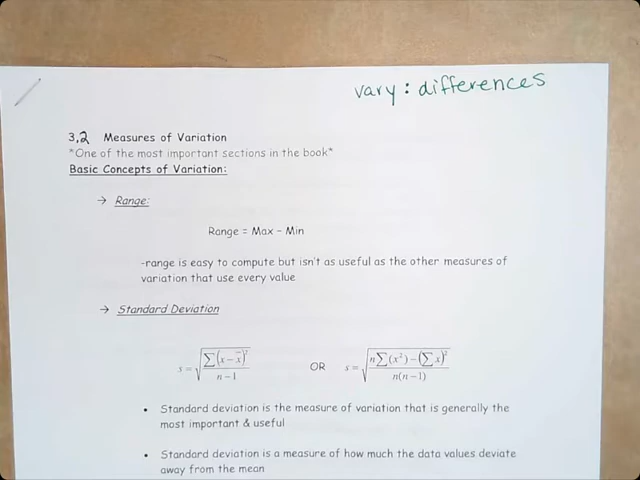 vary : differences
3.2 Measures of Variation
*One of the most important sections in the book*
Basic Concepts of Variation:
→ Range:
Range = Max - Min
-range is easy to compute but isn't as useful as the other measures of
variation that use every value
→ Standard Deviation
s = √(∑(x - x̄)² / (n - 1)) OR s = √((n∑(x²) - (∑x)²) / (n(n - 1)))
• Standard deviation is the measure of variation that is generally the
most important & useful
• Standard deviation is a measure of how much the data values deviate
away from the mean